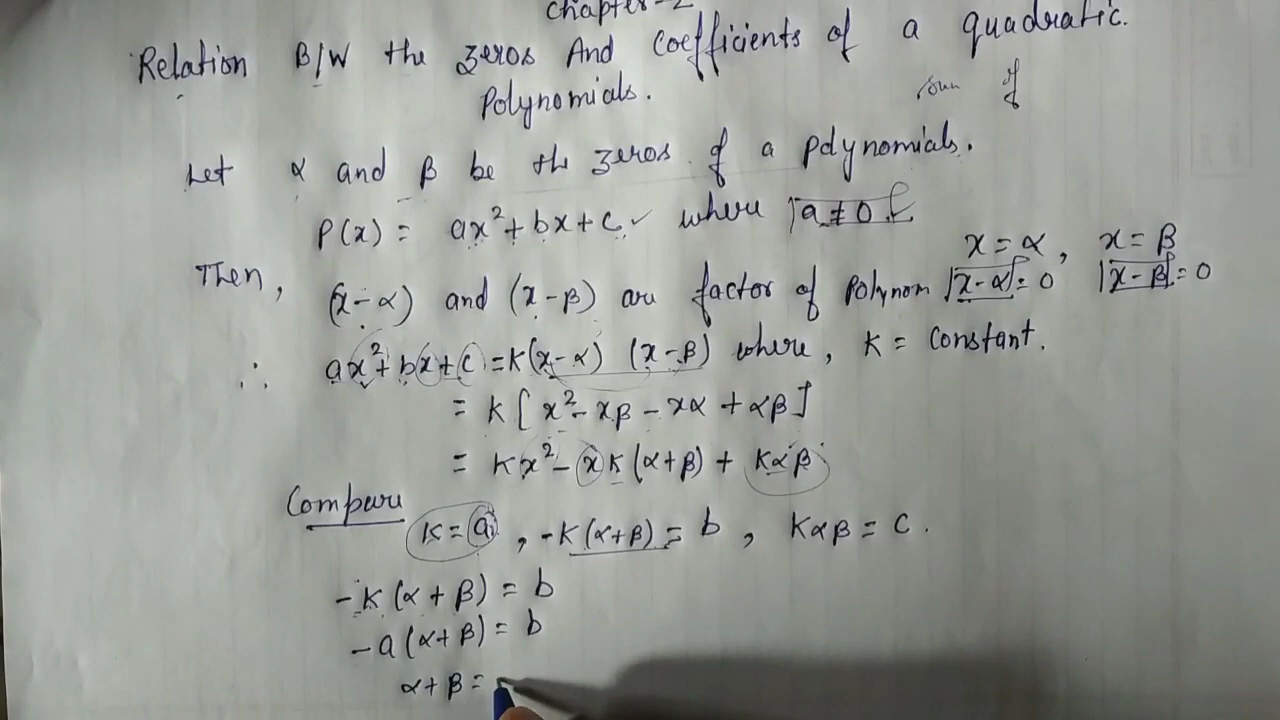 Chapter-2
Relation B/W the zeros And Coefficients of a quadratic.
Polynomials.
sum of
Let α and β be the zeros of a polynomials.
P(x) = ax²+bx+c where a≠0
x=α, x=β
Then, (x-α) and (x-β) are factor of Polynom x-α=0 x-β=0
∴ ax²+bx+c=K(x-α) (x-β) where, K= Constant.
= K[x²-xβ-xα+αβ]
= Kx²-xK(α+β)+Kαβ
Compare
K=a, -K(α+β)=b, Kαβ=c.
-K(α+β)=b
-a(α+β)=b
α+β=